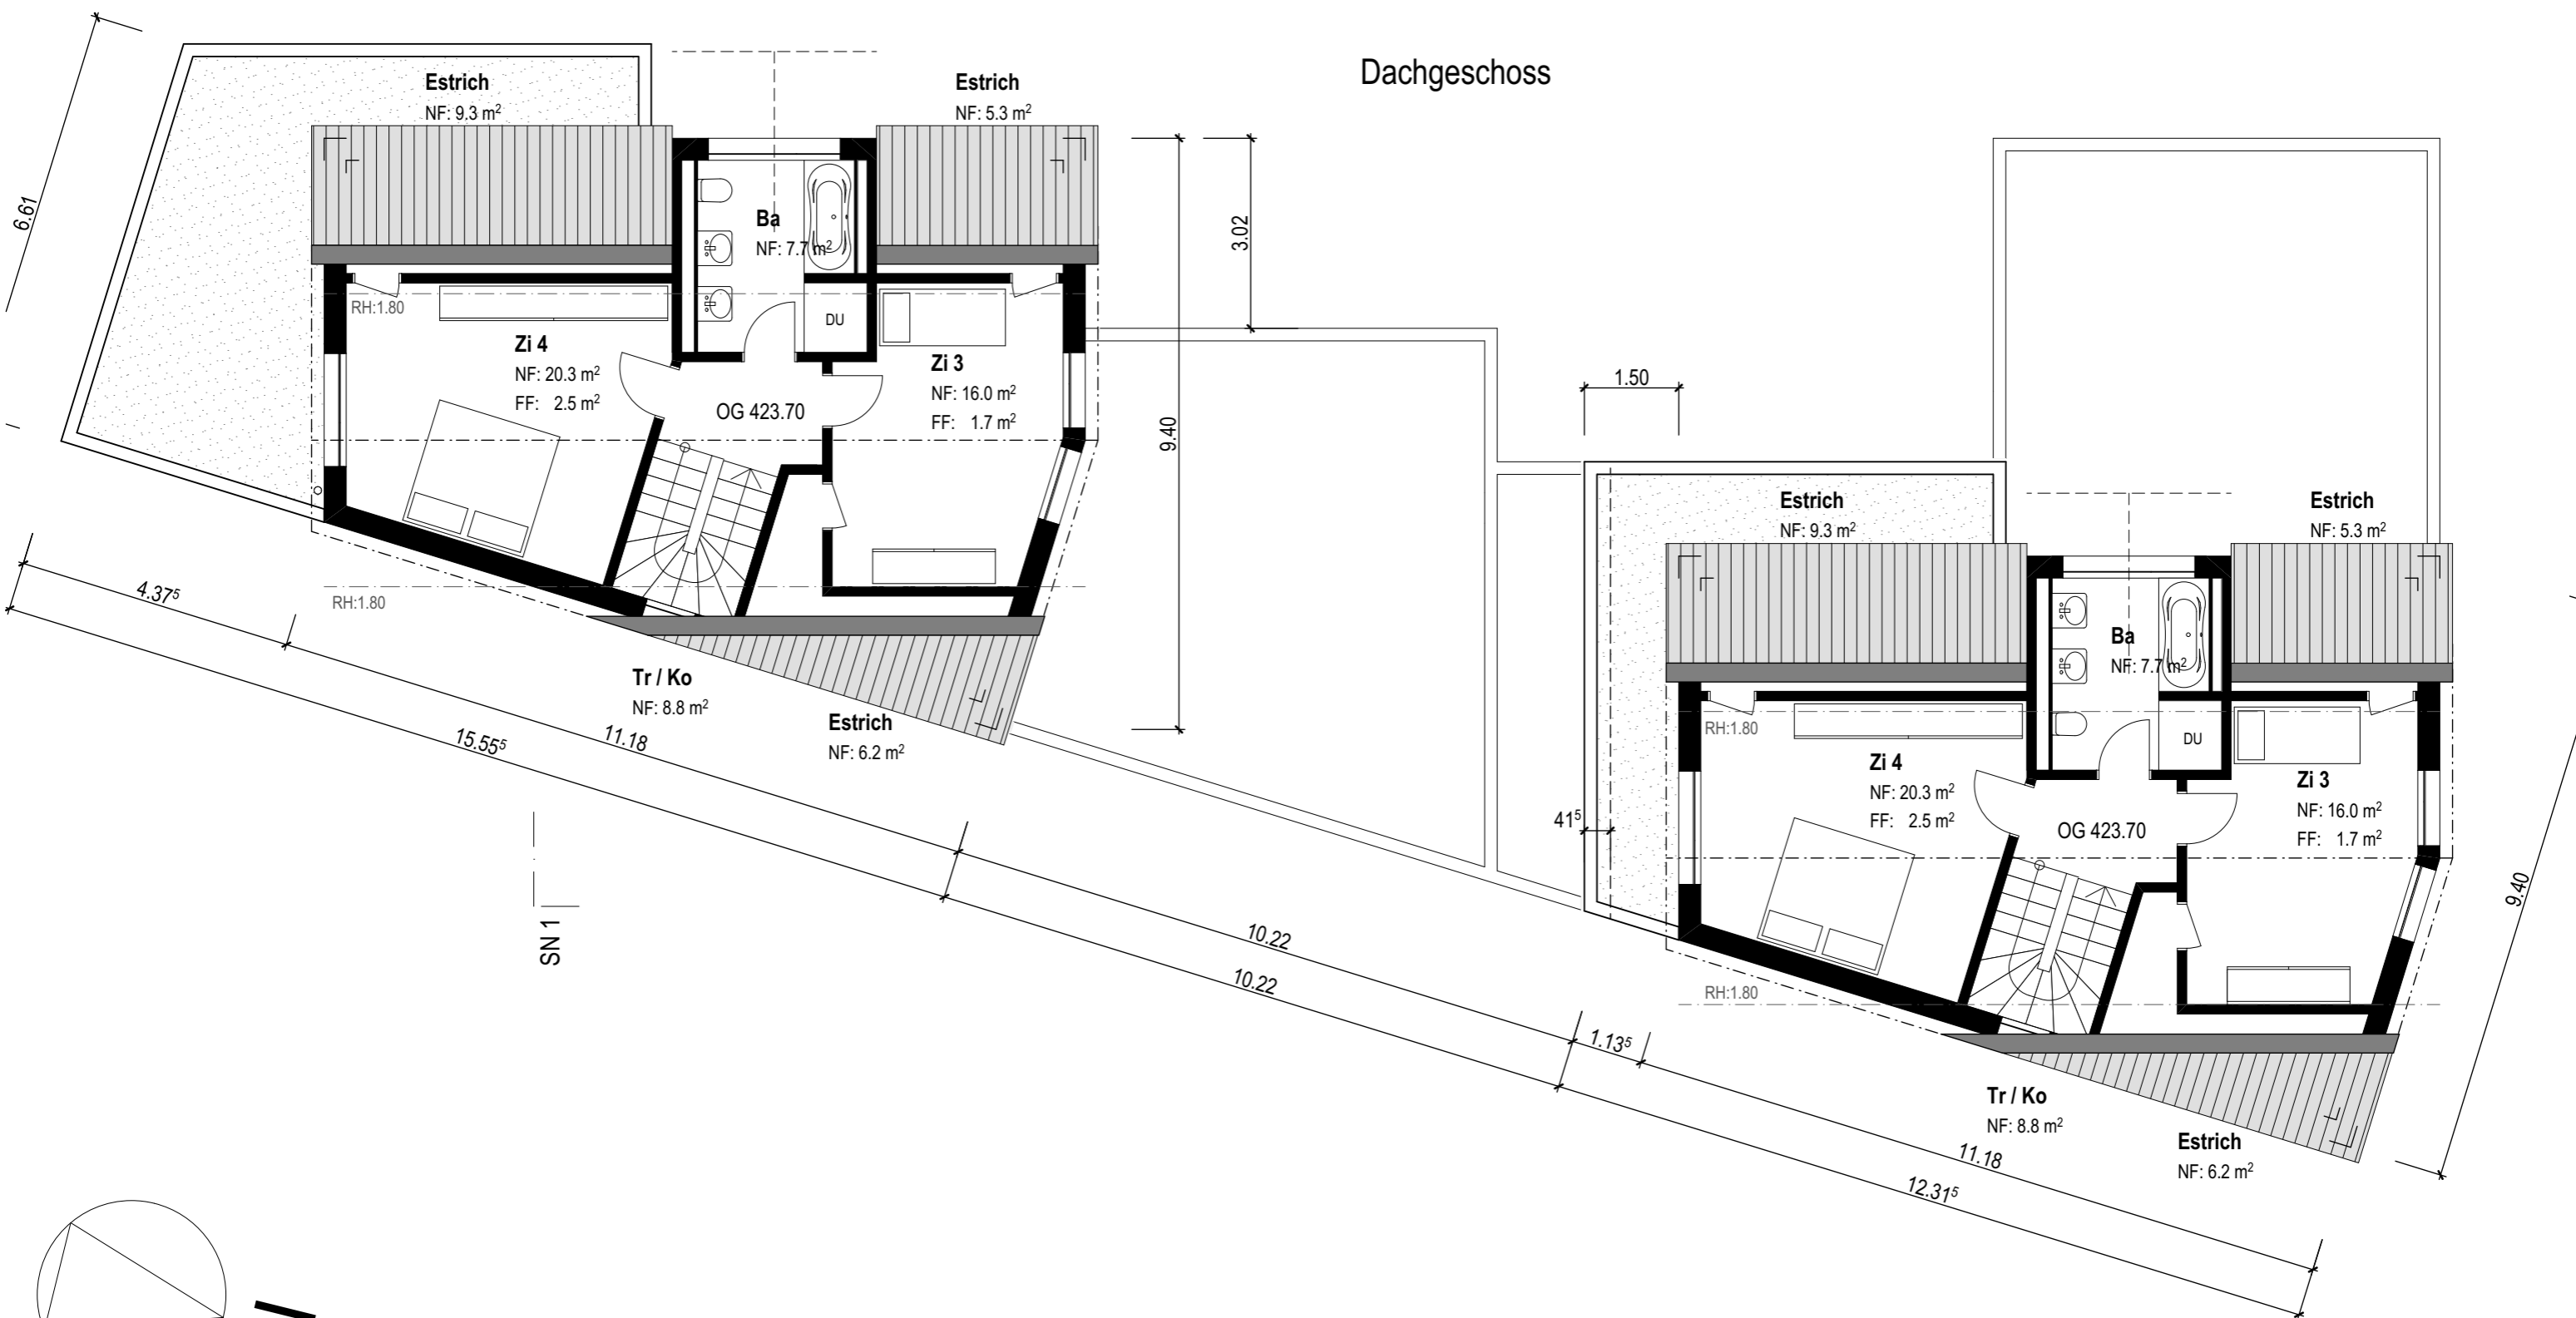 Dachgeschoss
6.61
Estrich
NF: 9.3 m²
Estrich
NF: 5.3 m²
Ba
NF: 7.7 m²
DU
RH:1.80
Zi 4
NF: 20.3 m²
FF: 2.5 m²
OG 423.70
Zi 3
NF: 16.0 m²
FF: 1.7 m²
RH:1.80
Tr / Ko
NF: 8.8 m²
Estrich
NF: 6.2 m²
3.02
9.40
4.37⁵
11.18
15.55⁵
SN 1
10.22
10.22
1.50
41⁵
Estrich
NF: 9.3 m²
Estrich
NF: 5.3 m²
Ba
NF: 7.7 m²
DU
RH:1.80
Zi 4
NF: 20.3 m²
FF: 2.5 m²
OG 423.70
Zi 3
NF: 16.0 m²
FF: 1.7 m²
RH:1.80
Tr / Ko
NF: 8.8 m²
Estrich
NF: 6.2 m²
9.40
1.13⁵
11.18
12.31⁵